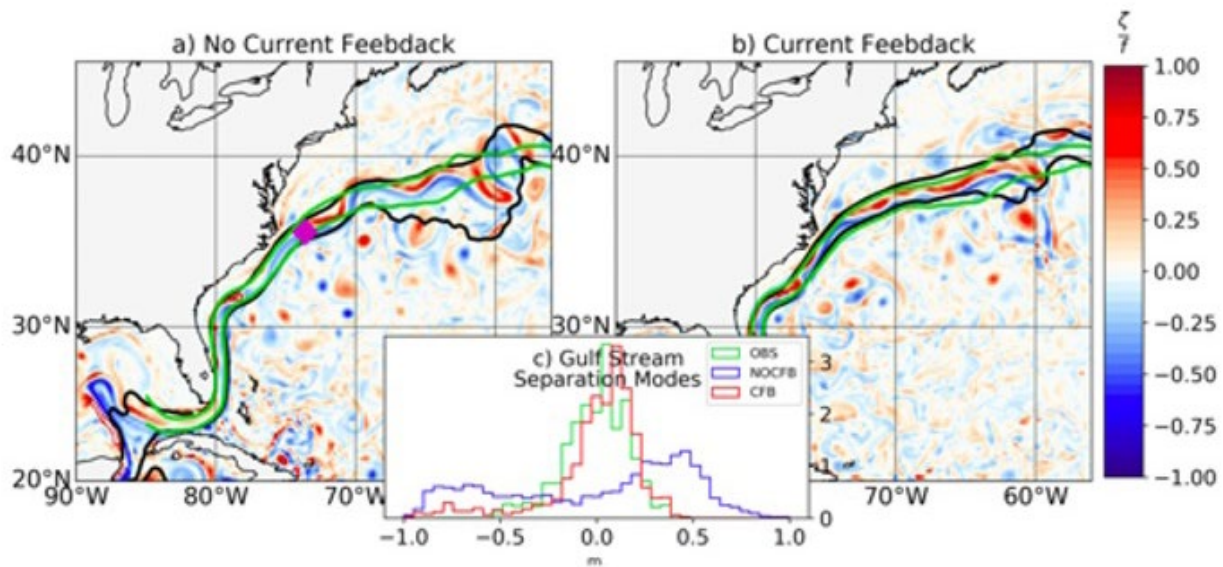 a) No Current Feebdack
b) Current Feebdack
ζ
f
1.00
0.75
0.50
0.25
0.00
−0.25
−0.50
−0.75
−1.00
40°N
30°N
20°N
90°W
80°W
70°W
40°N
30°N
70°W
60°W
c) Gulf Stream
Separation Modes
OBS
NOCFB
CFB
3
2
1
0
−1.0
−0.5
0.0
0.5
1.0
m